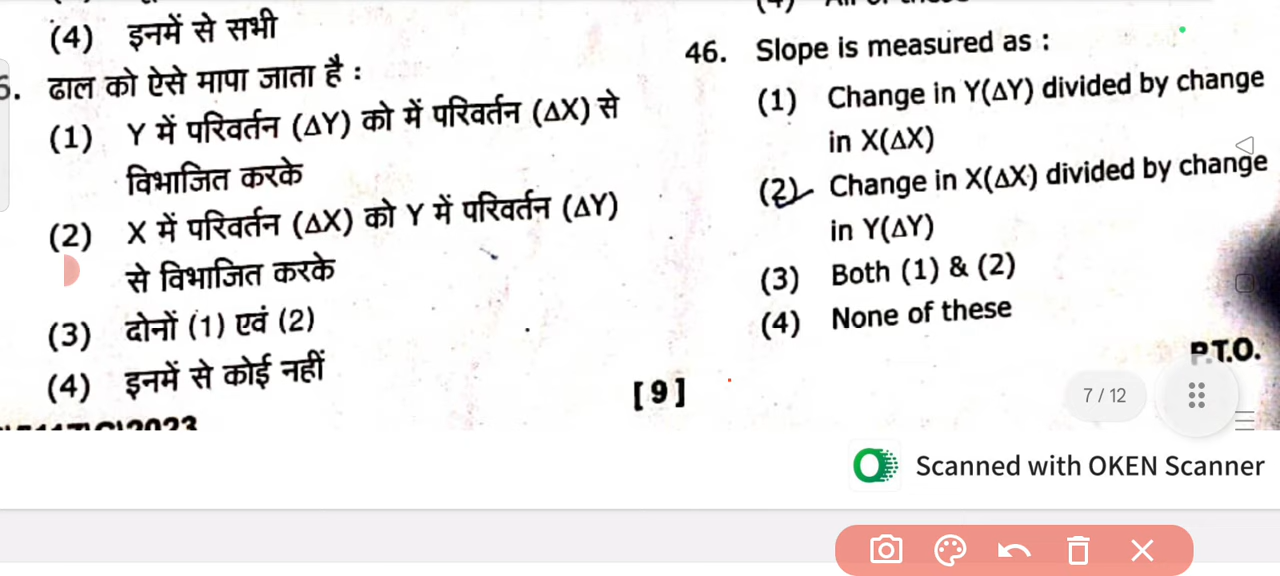 (4) इनमें से सभी
5. ढाल को ऐसे मापा जाता है :
(1) Y में परिवर्तन (ΔY) को में परिवर्तन (ΔX) से
विभाजित करके
(2) X में परिवर्तन (ΔX) को Y में परिवर्तन (ΔY)
से विभाजित करके
(3) दोनों (1) एवं (2)
(4) इनमें से कोई नहीं
46. Slope is measured as :
(1) Change in Y(ΔY) divided by change
in X(ΔX)
(2) Change in X(ΔX) divided by change
in Y(ΔY)
(3) Both (1) & (2)
(4) None of these
P.T.O.
[9]
7 / 12
Scanned with OKEN Scanner